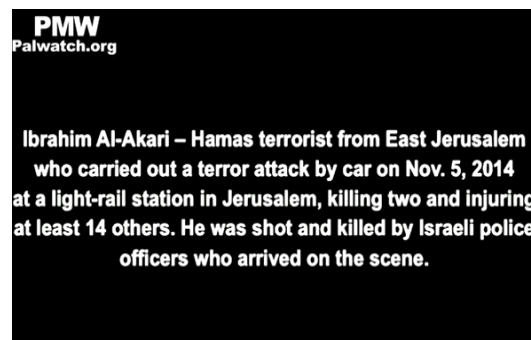 PMW
Palwatch.org
Ibrahim Al-Akari – Hamas terrorist from East Jerusalem
who carried out a terror attack by car on Nov. 5, 2014
at a light-rail station in Jerusalem, killing two and injuring
at least 14 others. He was shot and killed by Israeli police
officers who arrived on the scene.